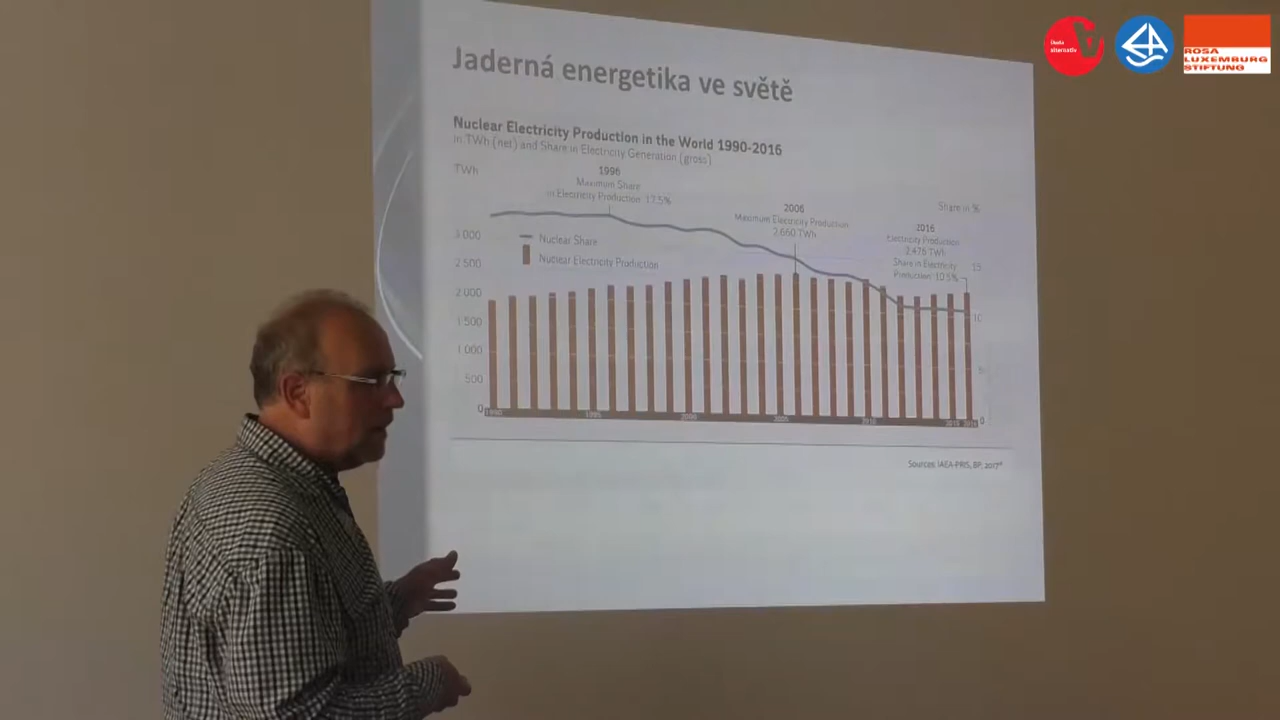 Jaderná energetika ve světě
Nuclear Electricity Production in the World 1990-2016
in TWh (net) and Share in Electricity Generation (gross)
TWh
1996
Maximum Share
in Electricity Production: 17.5%
2006
Maximum Electricity Production:
2,660 TWh
Share in %
2016
Electricity Production:
2,476 TWh
Share in Electricity
Production: 10.5%
Nuclear Share
Nuclear Electricity Production
3 000
2 500
2 000
1 500
1 000
500
0
15
10
5
0
1990 1995 2000 2005 2010 2015 2016
Sources: IAEA-PRIS, BP, 2017
ROSA
LUXEMBURG
STIFTUNG